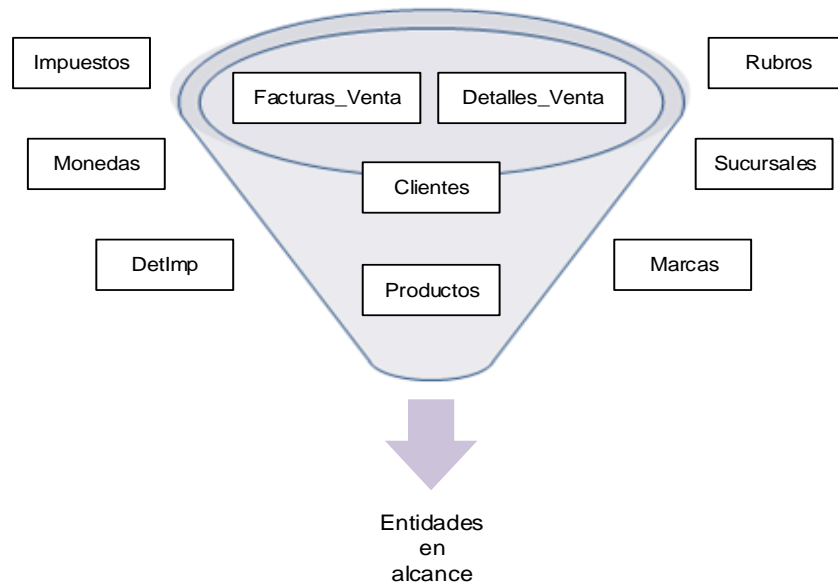 Impuestos
Rubros
Facturas_Venta
Detalles_Venta
Monedas
Sucursales
Clientes
DetImp
Marcas
Productos
Entidades
en
alcance